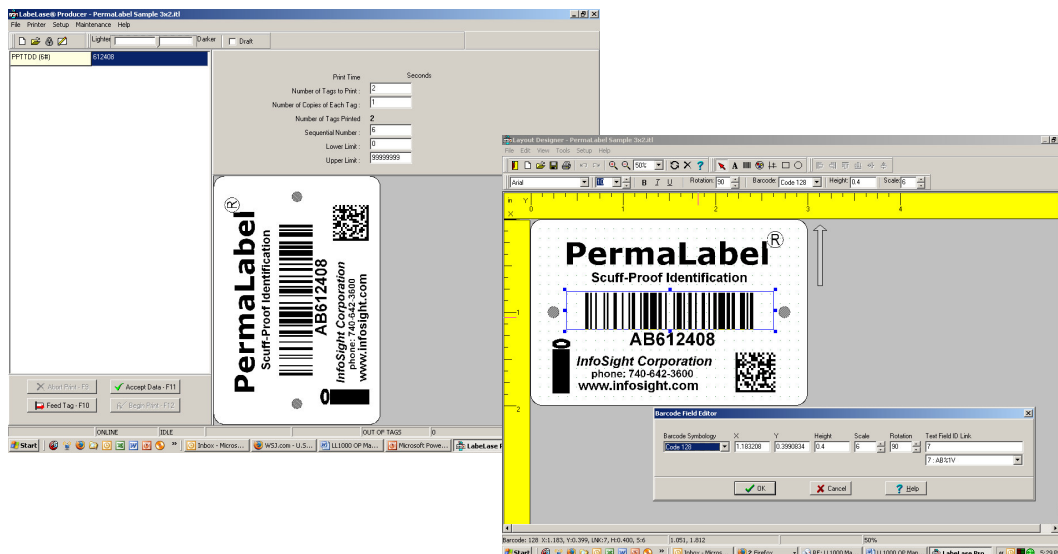 LabeLase® Producer - PermaLabel Sample 3x2.itl
File Printer Setup Maintenance Help
Lighter Darker Draft
PPTTDD (6#) 612408
Print Time Seconds
Number of Tags to Print : 2
Number of Copies of Each Tag : 1
Number of Tags Printed 2
Sequential Number : 6
Lower Limit : 0
Upper Limit : 99999999
PermaLabel®
Scuff-Proof Identification
AB612408
InfoSight Corporation
phone: 740-642-3600
www.infosight.com
Abort Print - F9 Accept Data - F11
Feed Tag - F10 Begin Print - F12
ONLINE IDLE OUT OF TAGS 0
Start Inbox - Micros... WSJ.com - U.S... LL1000 OP Ma... Microsoft Powe... LabeLase P
Layout Designer - PermaLabel Sample 3x2.itl
File Edit View Tools Setup Help
50%
Arial 10 B I U Rotation: 90 Barcode: Code 128 Height: 0.4 Scale: 6
in Y 0 1 2 3 4
X
1
2
PermaLabel®
Scuff-Proof Identification
AB612408
InfoSight Corporation
phone: 740-642-3600
www.infosight.com
Barcode Field Editor
Barcode Symbology X Y Height Scale Rotation Text Field ID Link
Code 128 1.183208 0.3990834 0.4 6 90 7
7 : AB%1V
OK Cancel Help
Barcode: 128 X:1.183, Y:0.399, LNK:7, H:0.400, S:6 1.051, 1.812 50%
Start Inbox - Micros... 2 Firefox RE: LL1000 Ma... LL1000 OP Man... LabeLase Pro...